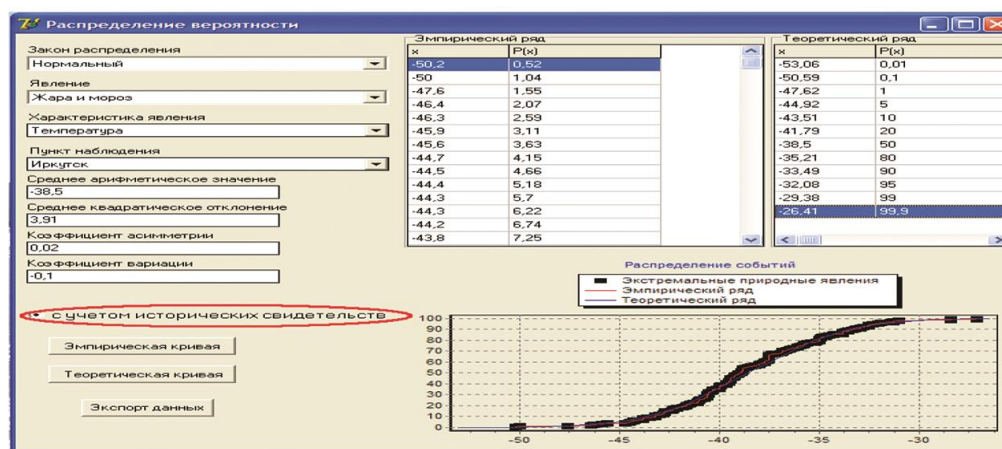 Распределение вероятности
Закон распределения
Нормальный
Явление
Жара и мороз
Характеристика явления
Температура
Пункт наблюдения
Иркутск
Среднее арифметическое значение
-38,5
Среднее квадратическое отклонение
3,91
Коэффициент асимметрии
0,02
Коэффициент вариации
-0,1
с учетом исторических свидетельств
Эмпирическая кривая
Теоретическая кривая
Экспорт данных
Эмпирический ряд
x P(x)
-50,2 0,52
-50 1,04
-47,6 1,55
-46,4 2,07
-46,3 2,59
-45,9 3,11
-45,6 3,63
-44,7 4,15
-44,5 4,66
-44,4 5,18
-44,3 5,7
-44,3 6,22
-44,2 6,74
-43,8 7,25
Теоретический ряд
x P(x)
-53,06 0,01
-50,59 0,1
-47,62 1
-44,92 5
-43,51 10
-41,79 20
-38,5 50
-35,21 80
-33,49 90
-32,08 95
-29,38 99
-26,41 99,9
Распределение событий
Экстремальные природные явления
Эмпирический ряд
Теоретический ряд
100
90
80
70
60
50
40
30
20
10
0
-50 -45 -40 -35 -30